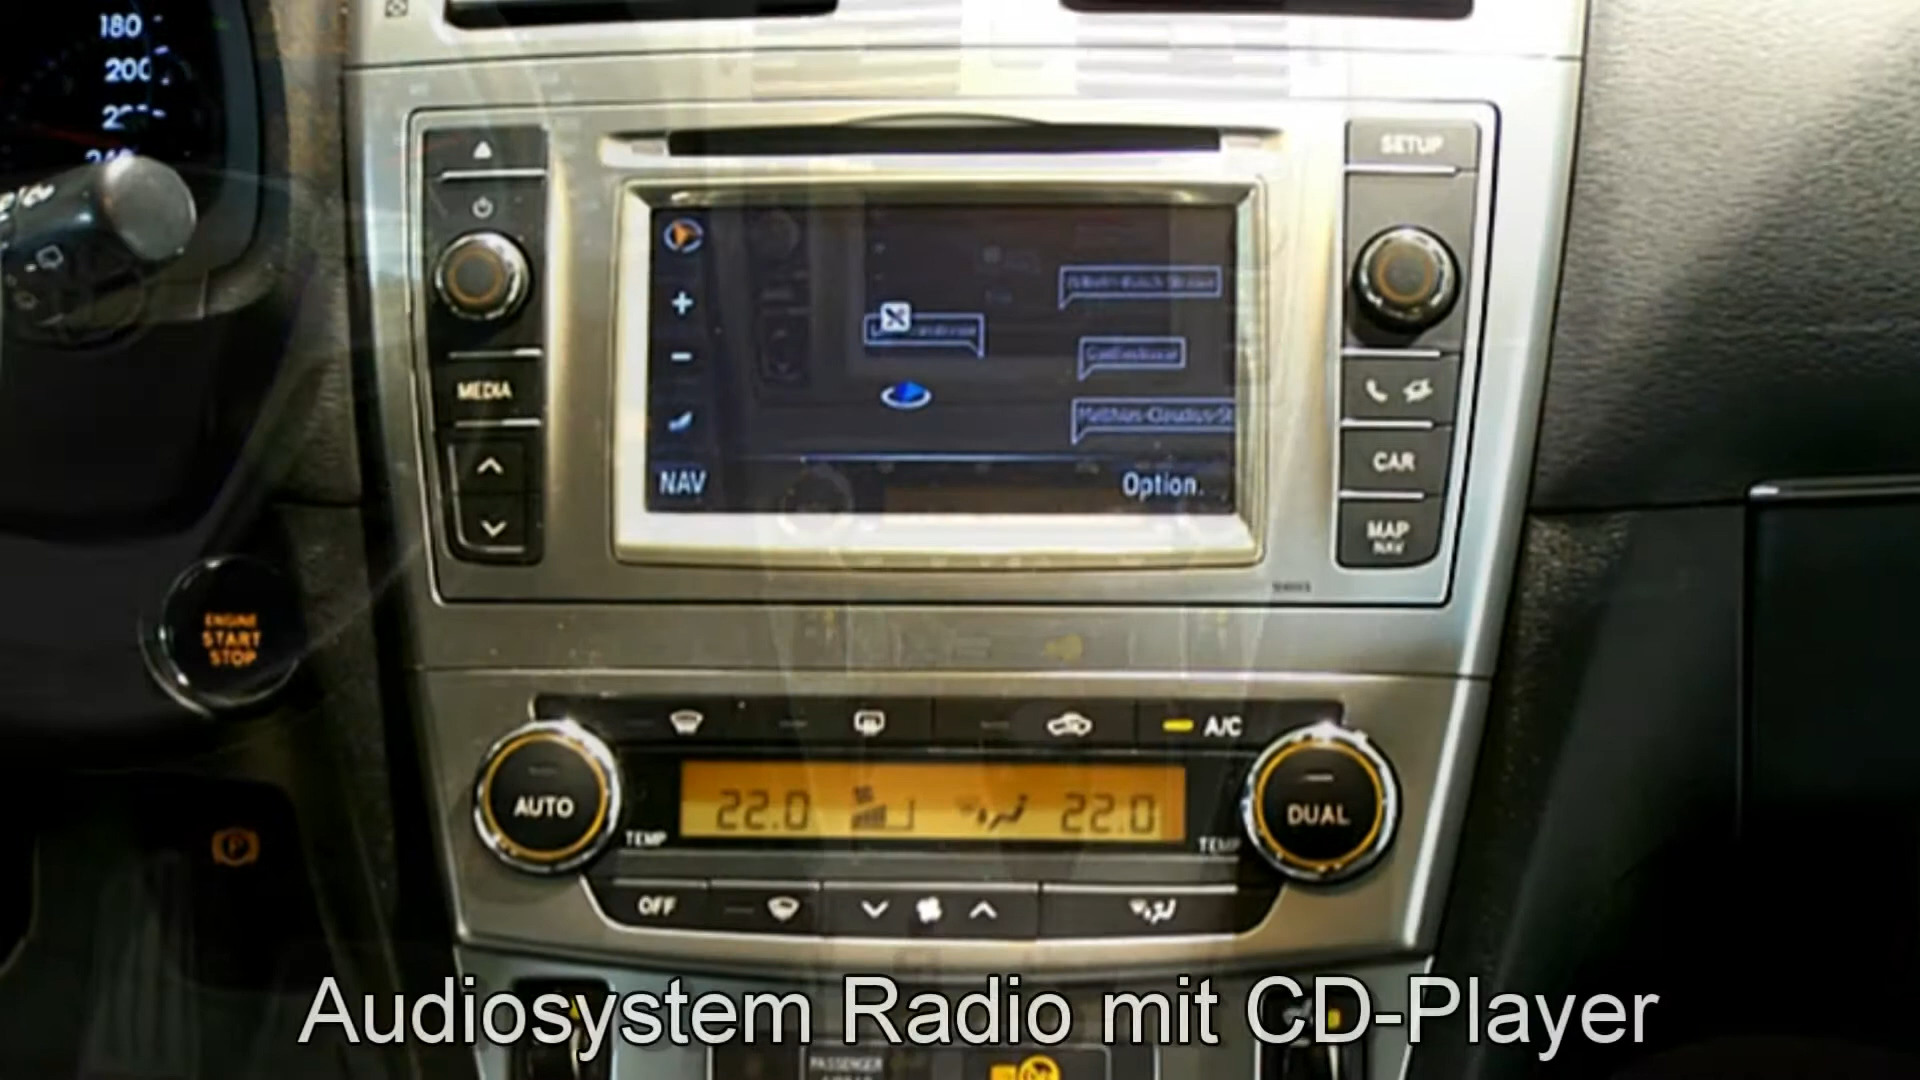 180
200
SETUP
MEDIA
CAR
MAP
NAV
NAV
Option.
ENGINE
START
STOP
A/C
AUTO
22.0
22.0
DUAL
TEMP
TEMP
OFF
Audiosystem Radio mit CD-Player
PASSENGER